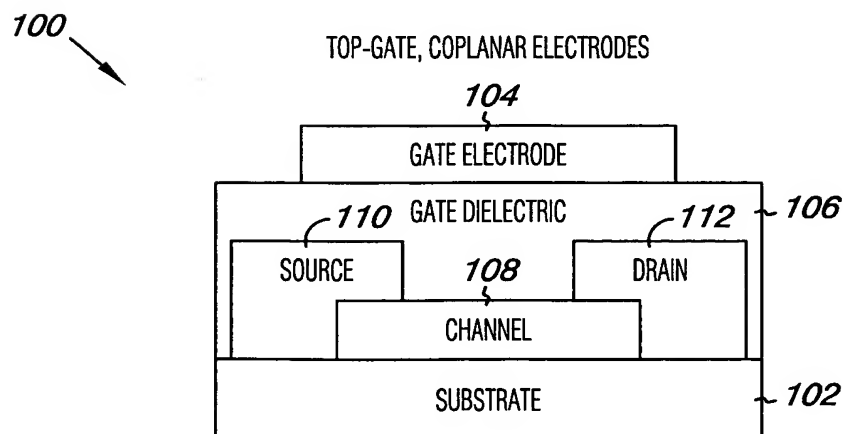 100
TOP-GATE, COPLANAR ELECTRODES
104
GATE ELECTRODE
GATE DIELECTRIC
106
110
112
SOURCE
108
DRAIN
CHANNEL
SUBSTRATE
102